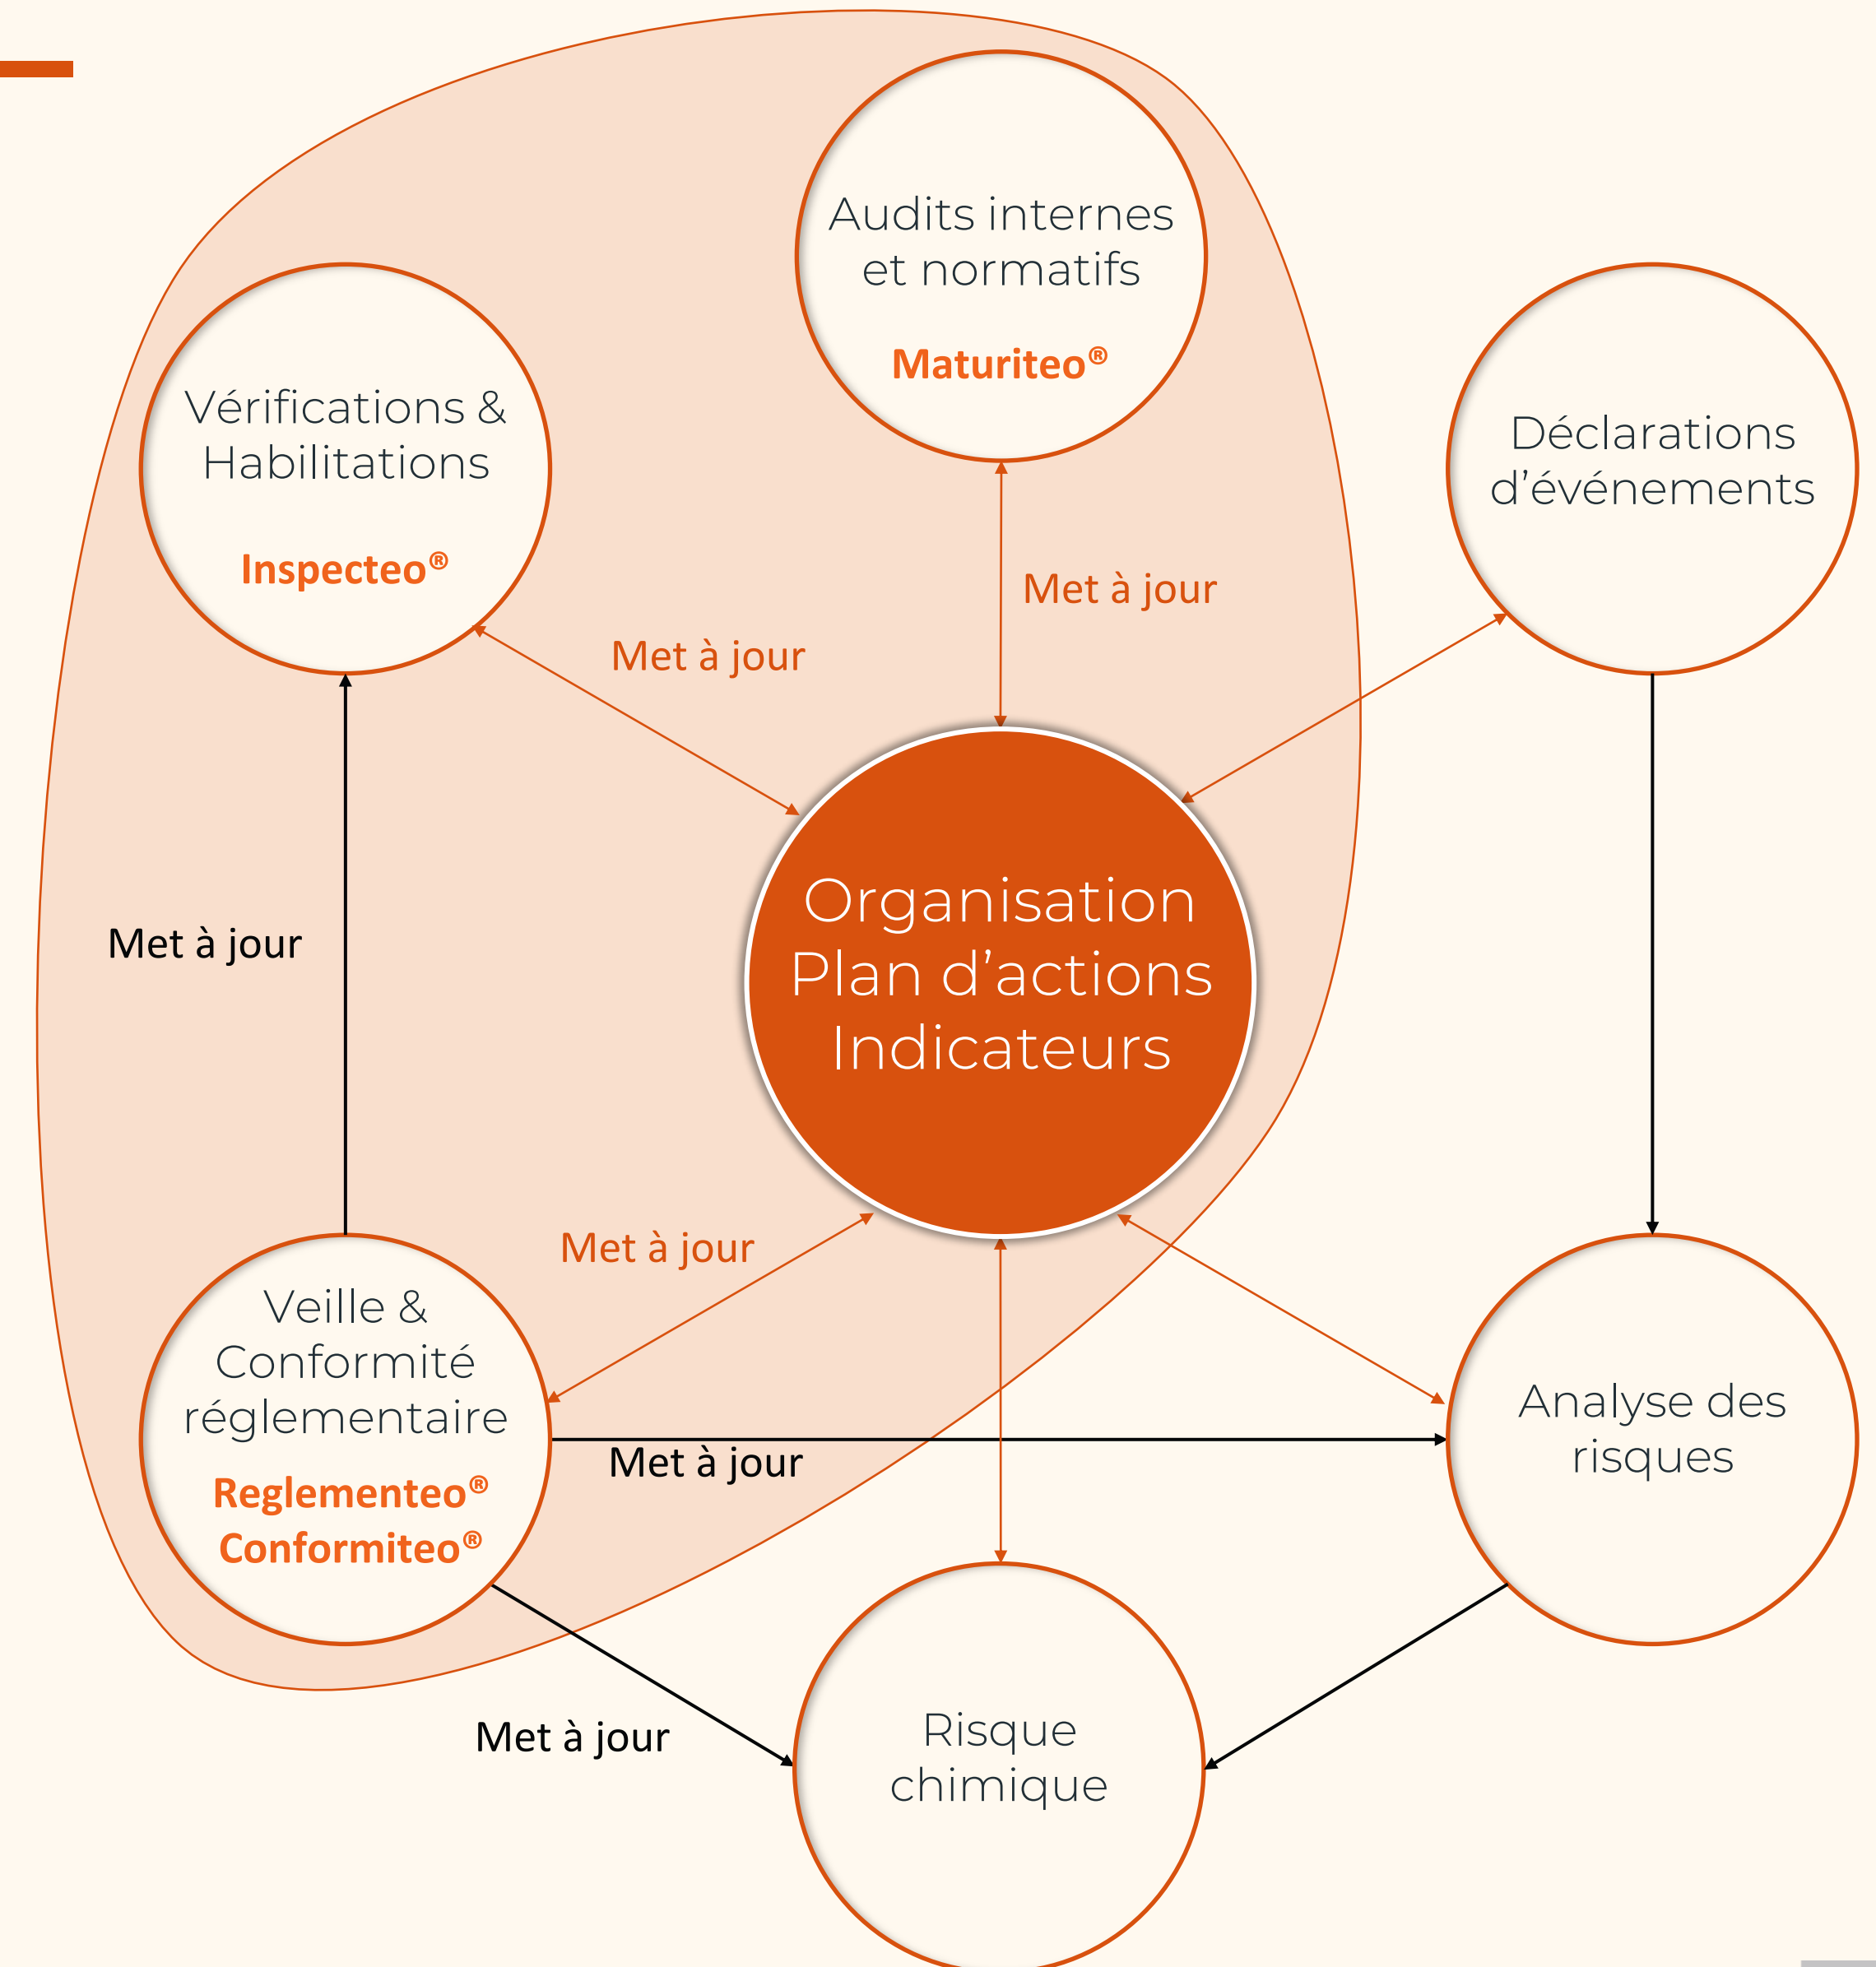 Audits internes
et normatifs
Maturiteo®
Vérifications &
Habilitations
Inspecteo®
Déclarations
d’événements
Met à jour
Met à jour
Organisation
Plan d’actions
Indicateurs
Met à jour
Met à jour
Veille &
Conformité
réglementaire
Reglementeo®
Conformiteo®
Met à jour
Analyse des
risques
Met à jour
Risque
chimique